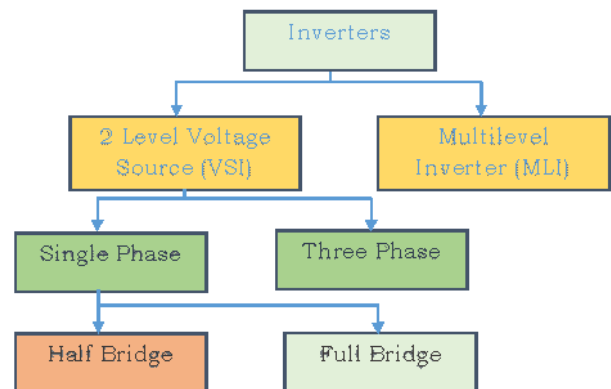 Inverters
2 Level Voltage
Source (VSI)
Multilevel
Inverter (MLI)
Single Phase
Three Phase
Half Bridge
Full Bridge